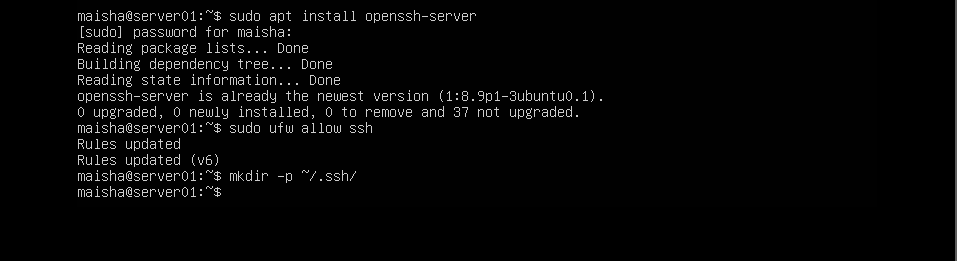 maisha@server01:~$ sudo apt install openssh-server
[sudo] password for maisha:
Reading package lists... Done
Building dependency tree... Done
Reading state information... Done
openssh-server is already the newest version (1:8.9p1-3ubuntu0.1).
0 upgraded, 0 newly installed, 0 to remove and 37 not upgraded.
maisha@server01:~$ sudo ufw allow ssh
Rules updated
Rules updated (v6)
maisha@server01:~$ mkdir -p ~/.ssh/
maisha@server01:~$